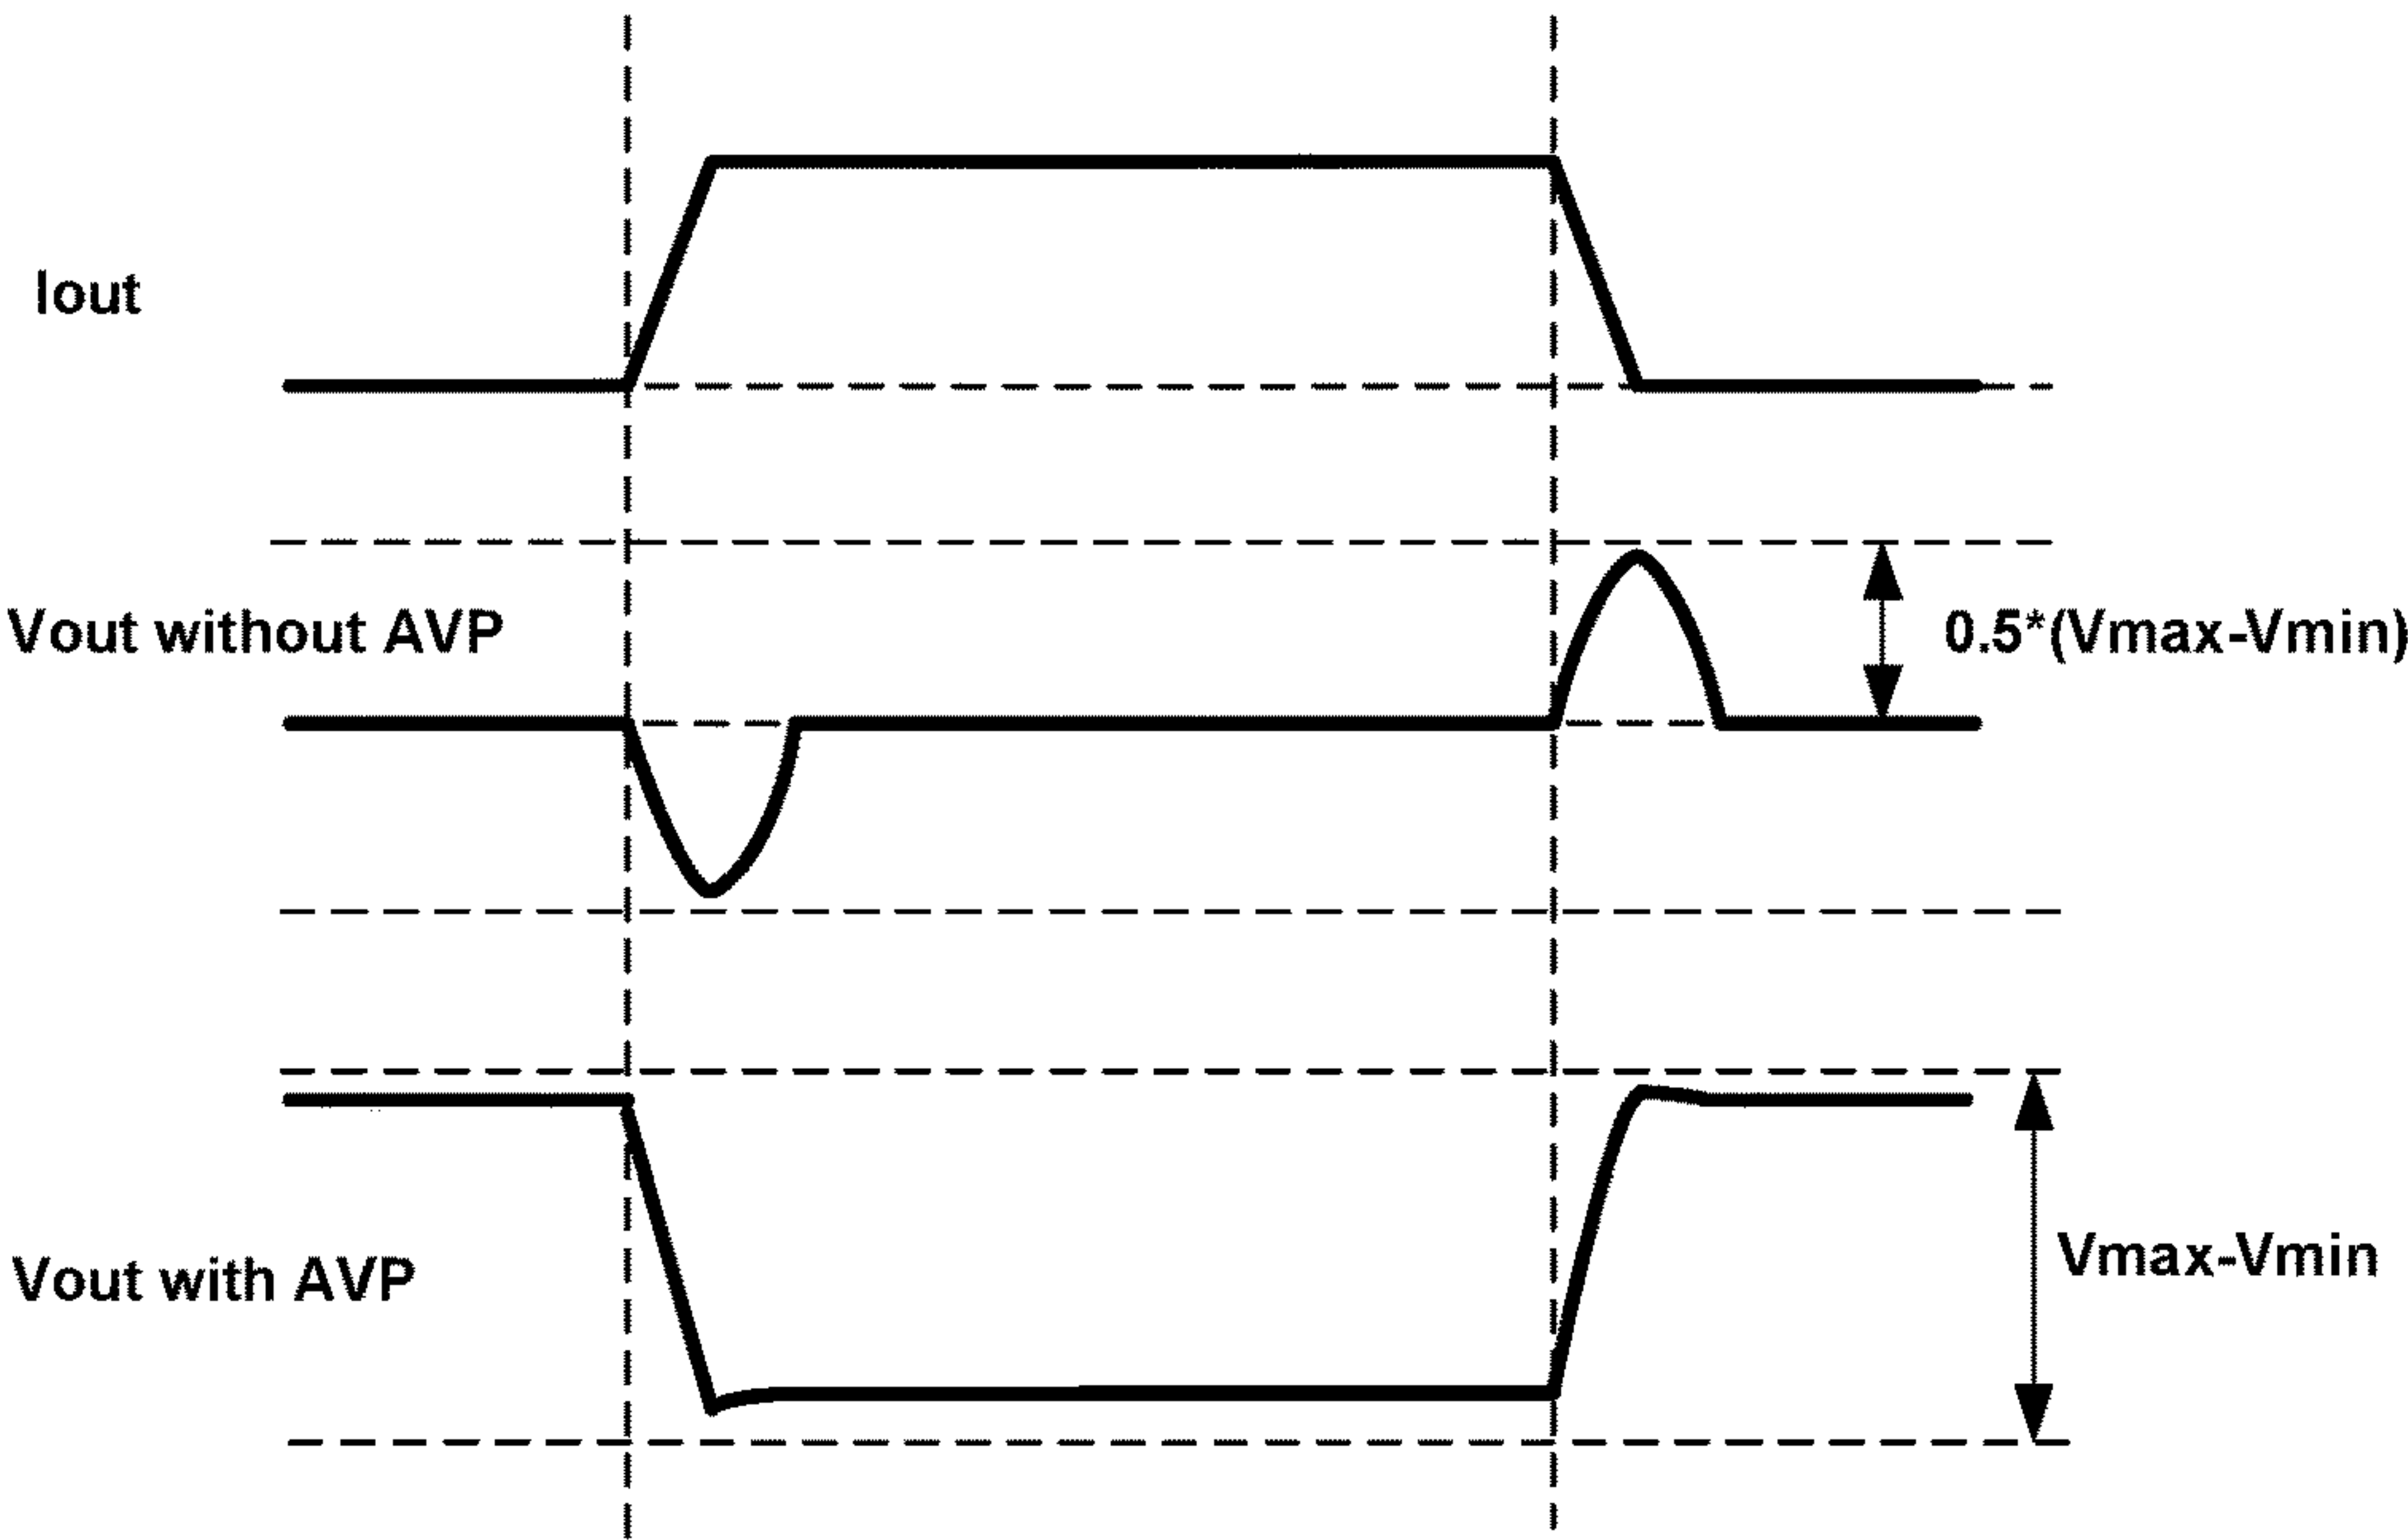 Iout
Vout without AVP
0.5*(Vmax-Vmin)
Vout with AVP
Vmax-Vmin